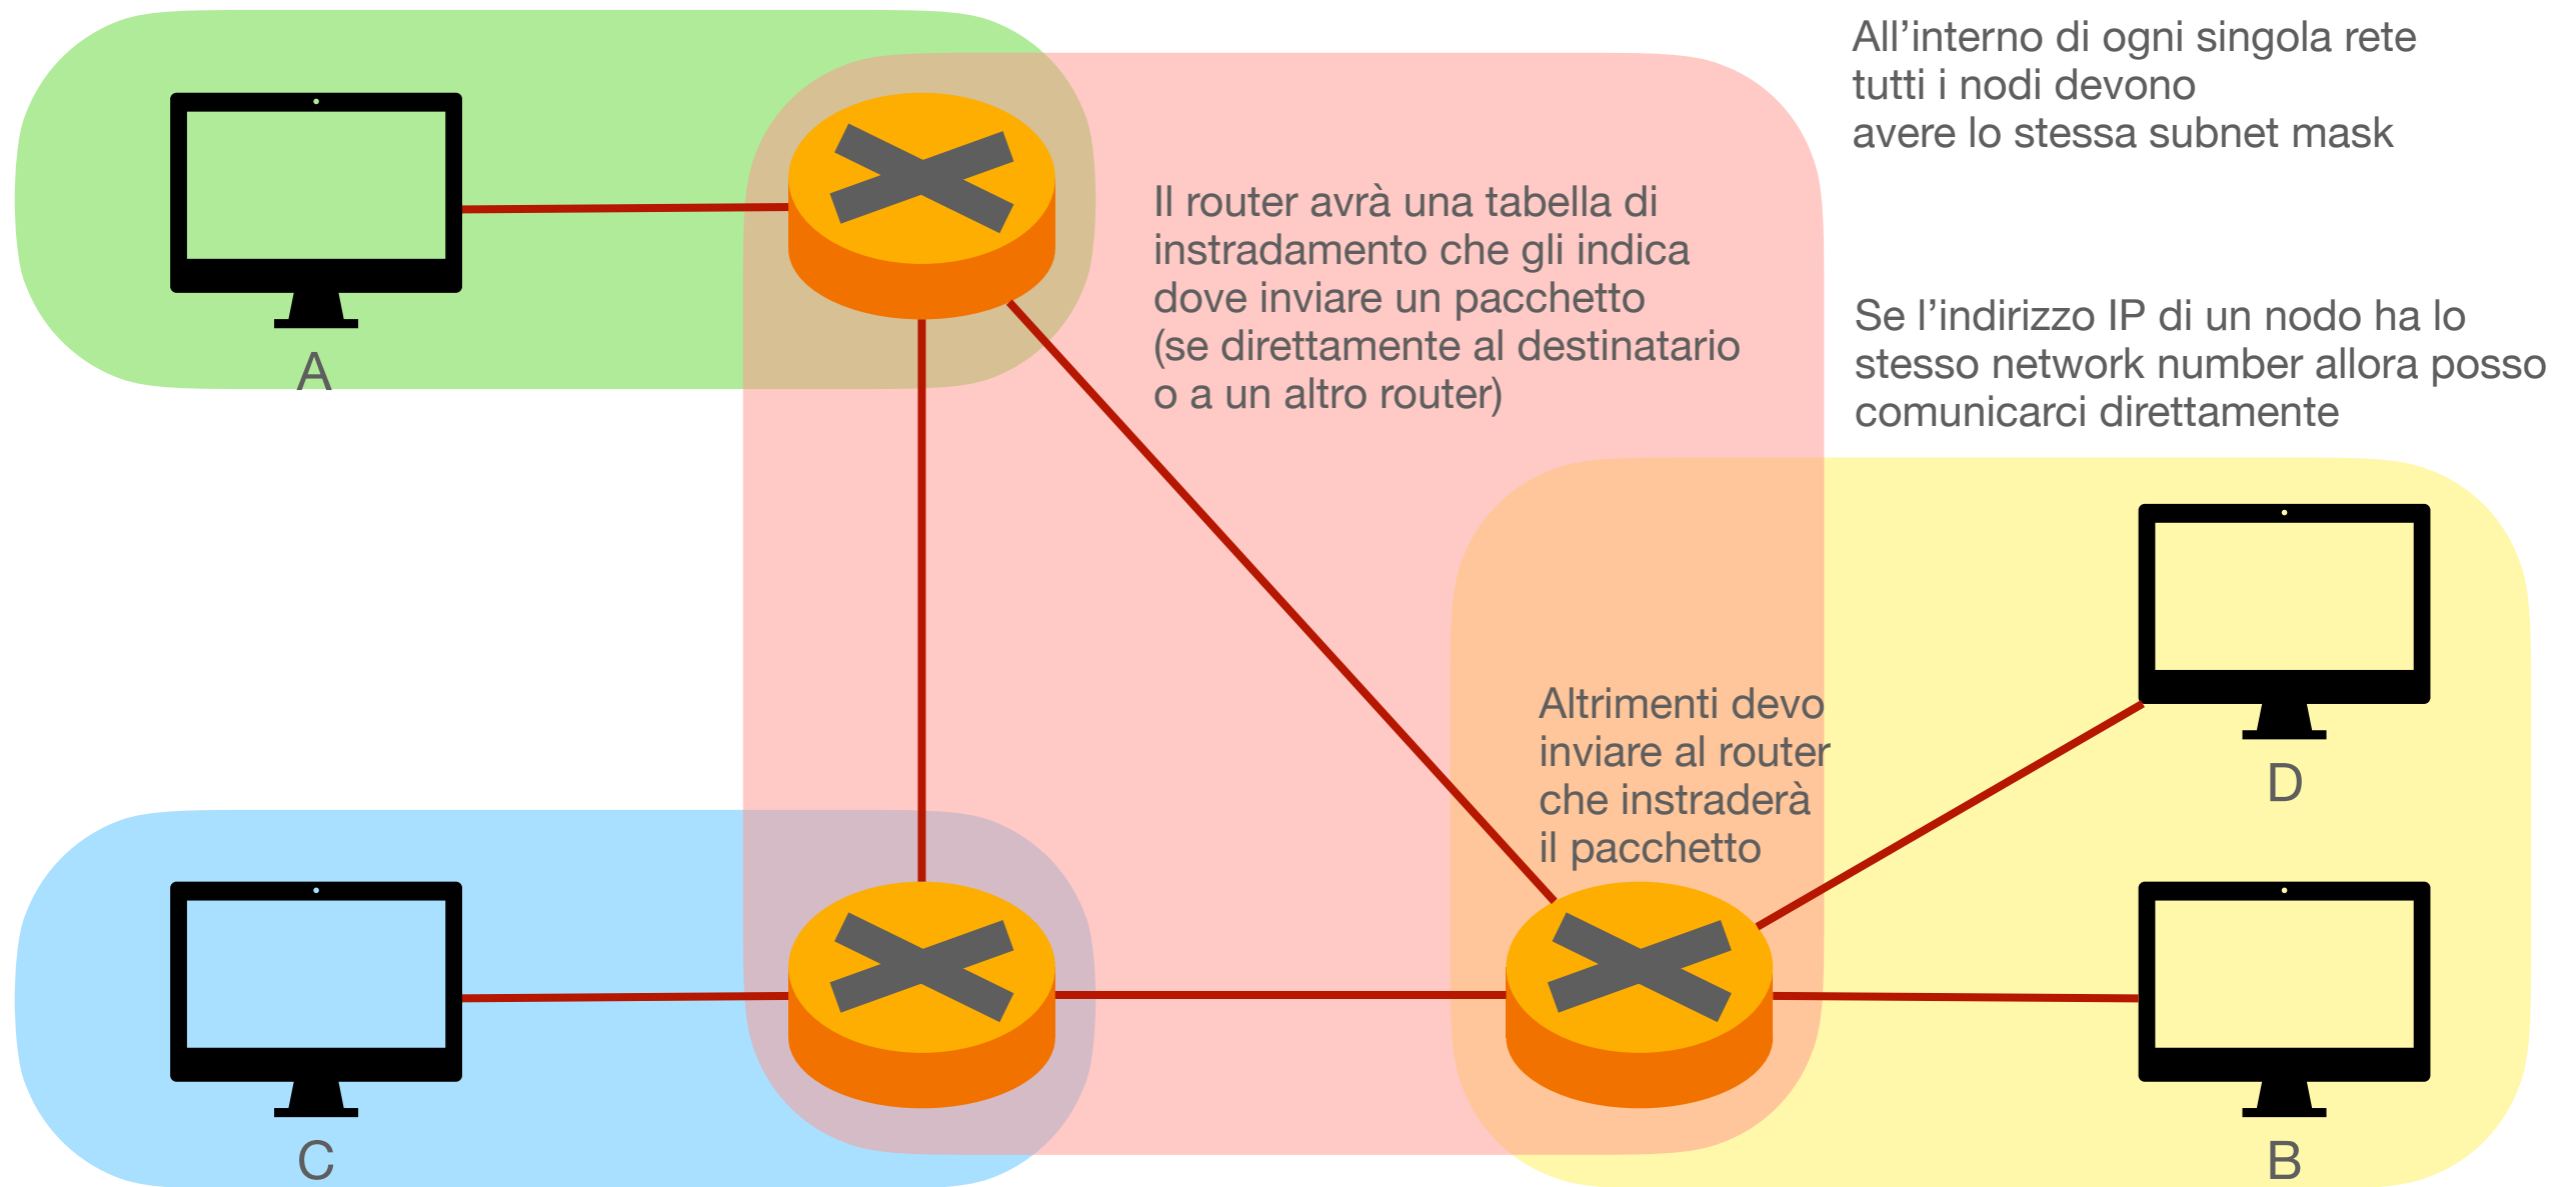 All’interno di ogni singola rete
tutti i nodi devono
avere lo stessa subnet mask
Il router avrà una tabella di
instradamento che gli indica
dove inviare un pacchetto
(se direttamente al destinatario
o a un altro router)
Se l’indirizzo IP di un nodo ha lo
stesso network number allora posso
comunicarci direttamente
A
Altrimenti devo
inviare al router
che instraderà
il pacchetto
D
C
B